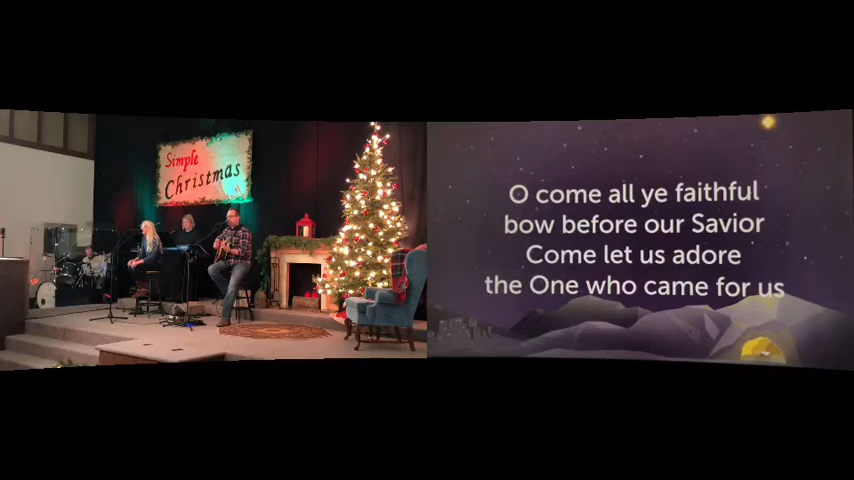 Simple
Christmas
O come all ye faithful
bow before our Savior
Come let us adore
the One who came for us